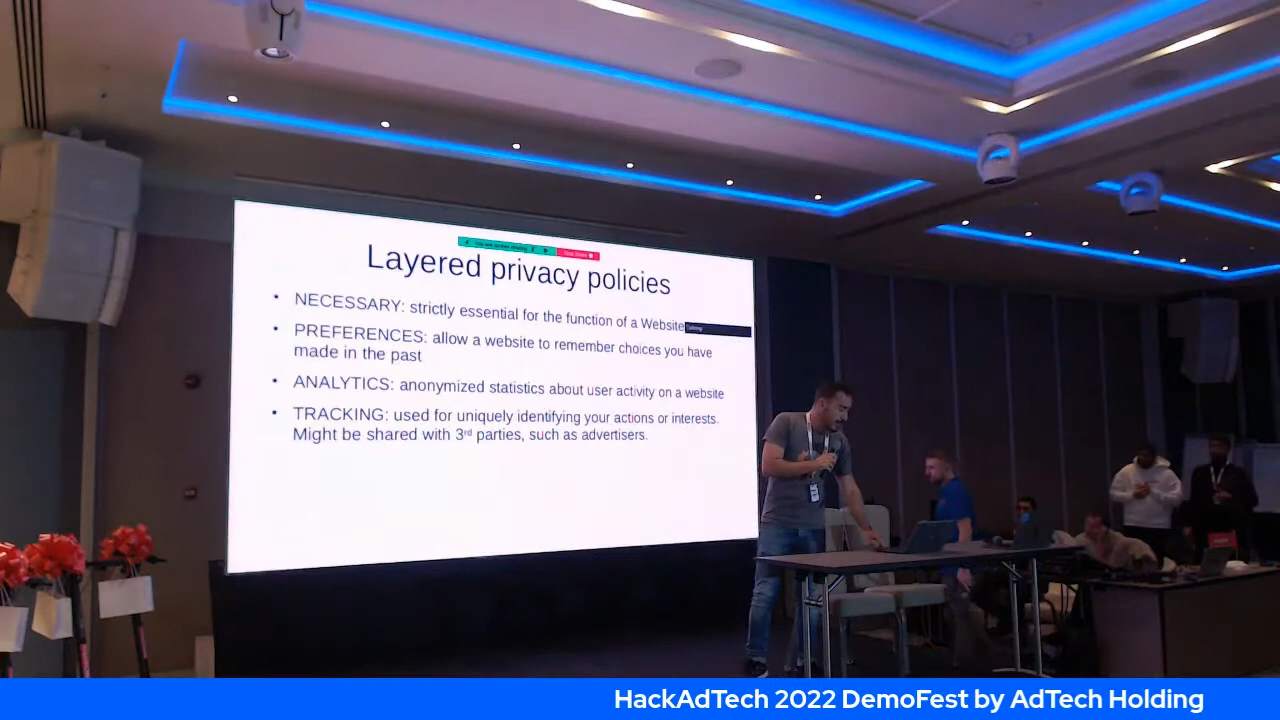 Layered privacy policies
• NECESSARY: strictly essential for the function of a Website
• PREFERENCES: allow a website to remember choices you have
made in the past
• ANALYTICS: anonymized statistics about user activity on a website
• TRACKING: used for uniquely identifying your actions or interests.
Might be shared with 3rd parties, such as advertisers.
HackAdTech 2022 DemoFest by AdTech Holding